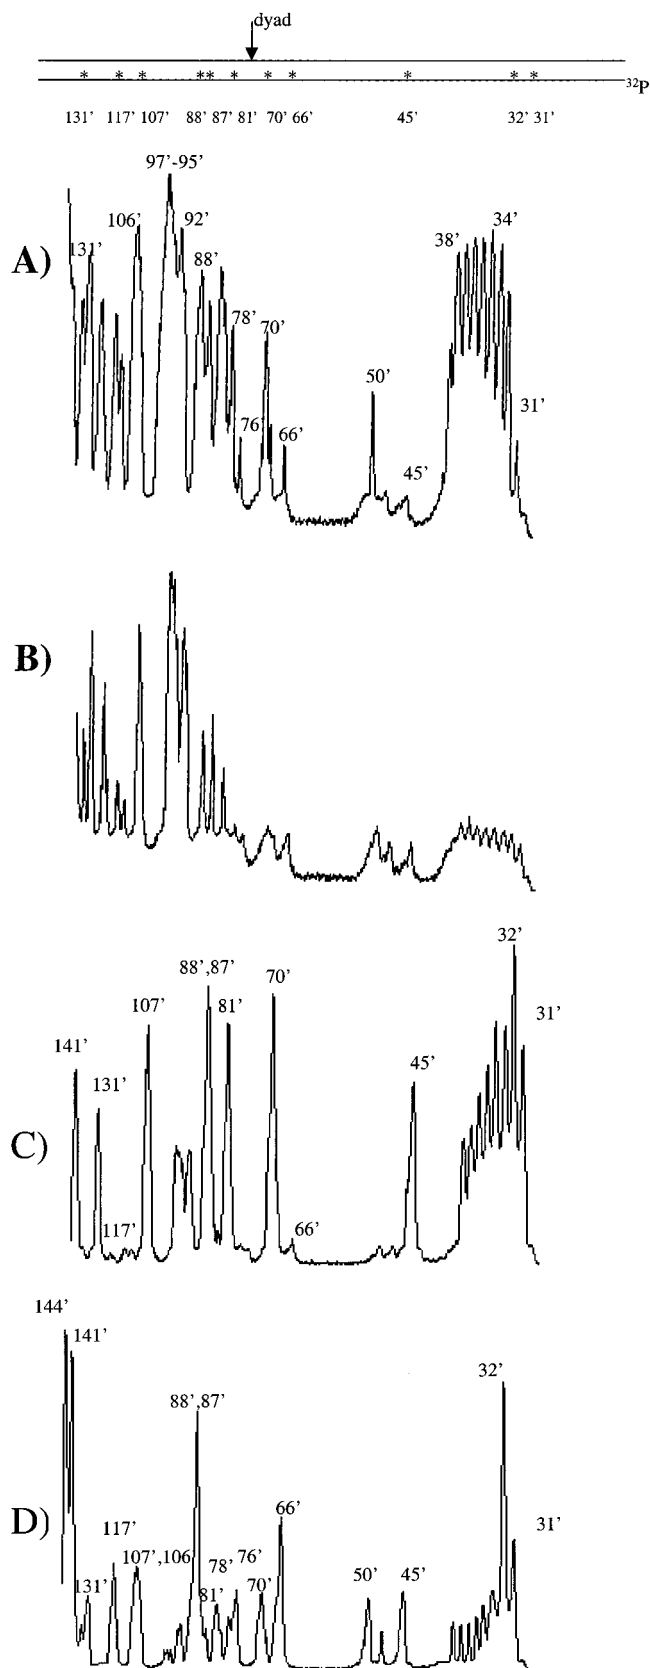 dyad
* * * * * * * * * * *
³²P
131' 117' 107' 88' 87' 81' 70' 66' 45' 32' 31'
97'-95'
106' 92' 34'
38'
A) 131' 88'
78' 70'
50'
31'
76' 66'
45'
B)
32'
88',87' 70'
107' 81' 31'
141'
131' 45'
C)
117' 66'
144'
141'
32'
88',87'
66'
D) 117' 31'
107',106 78' 76' 50' 45'
131' 81' 70'